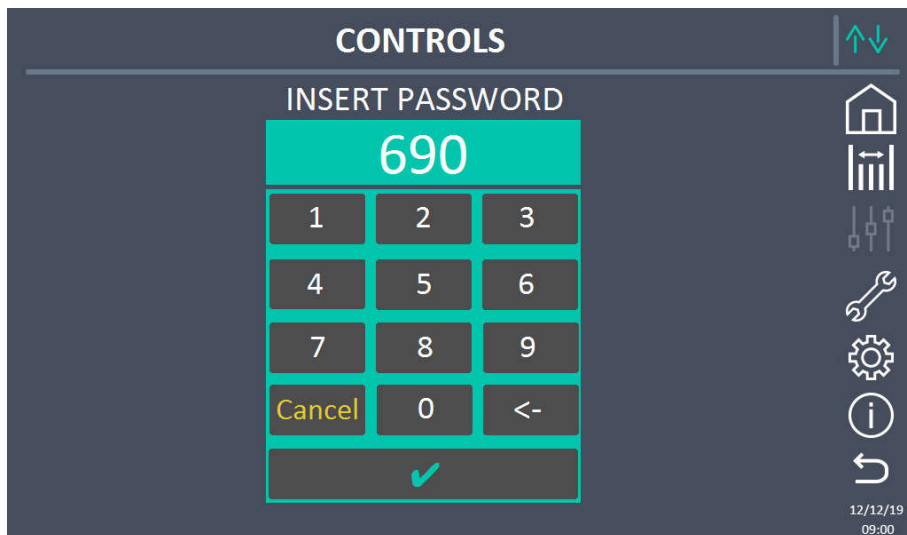 CONTROLS
INSERT PASSWORD
690
1 2 3
4 5 6
7 8 9
Cancel 0 <-
✔
i
12/12/19
09:00